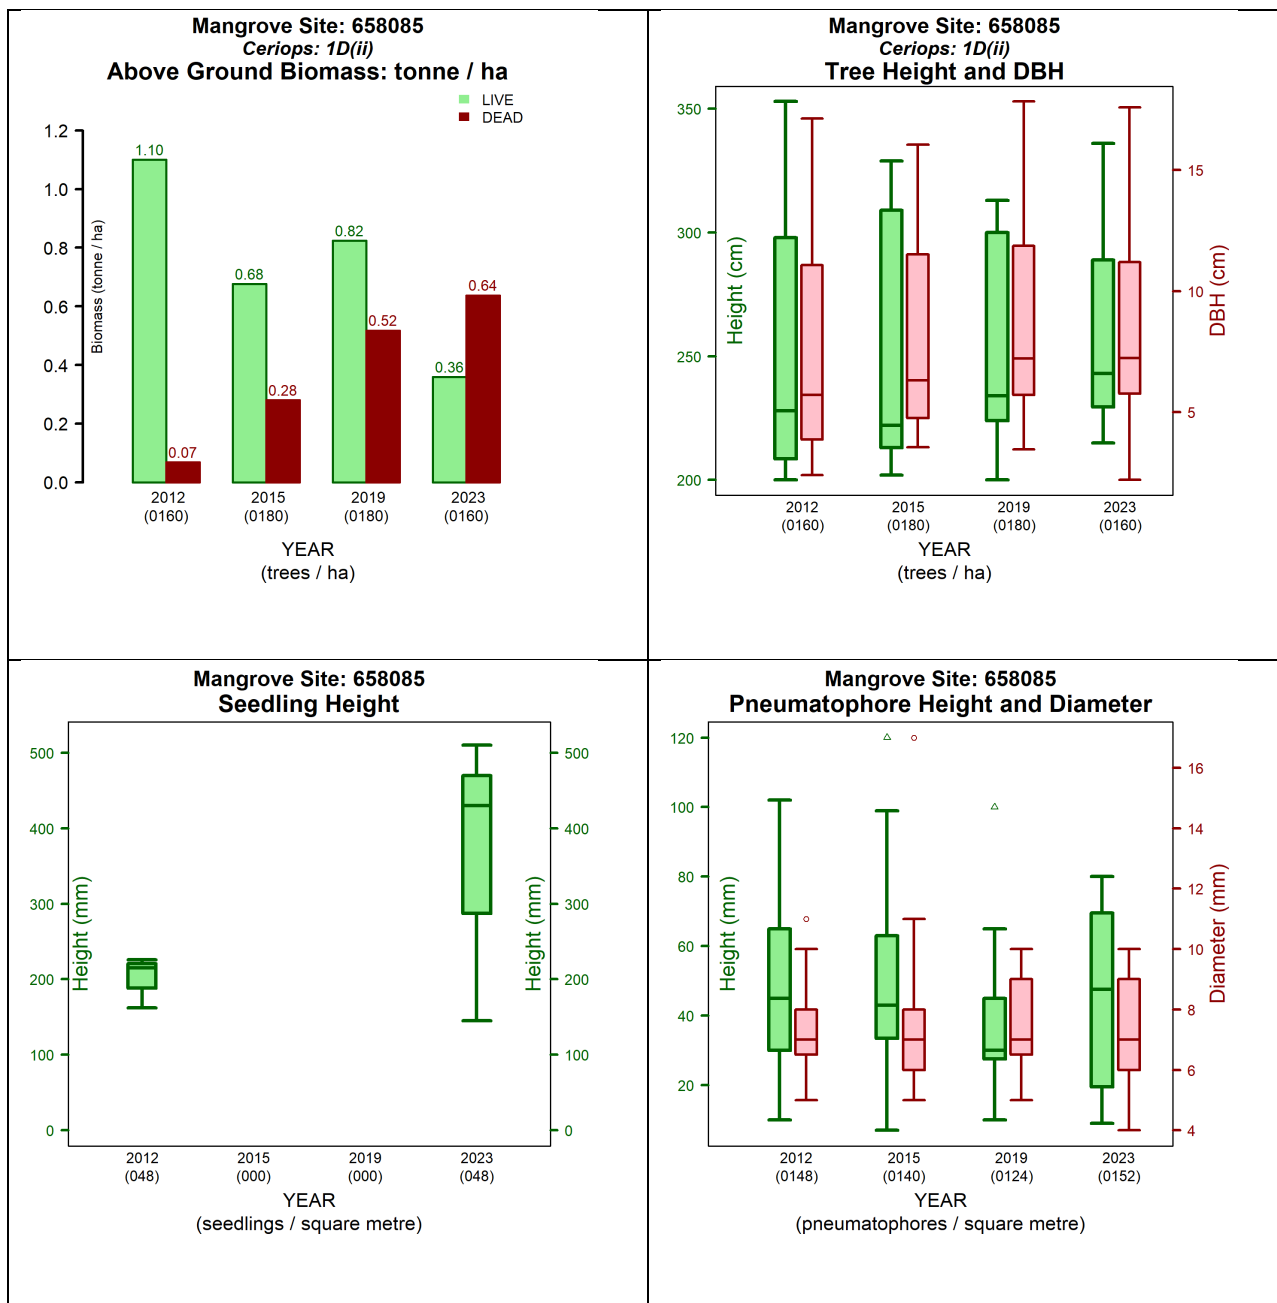 Mangrove Site: 658085
Ceriops: 1D(ii)
Above Ground Biomass: tonne / ha
LIVE
DEAD
Biomass (tonne / ha)
1.2
1.0
0.8
0.6
0.4
0.2
0.0
1.10
0.07
0.68
0.28
0.82
0.52
0.36
0.64
2012 2015 2019 2023
(0160) (0180) (0180) (0160)
YEAR
(trees / ha)
Mangrove Site: 658085
Ceriops: 1D(ii)
Tree Height and DBH
Height (cm)
350
300
250
200
DBH (cm)
15
10
5
2012 2015 2019 2023
(0160) (0180) (0180) (0160)
YEAR
(trees / ha)
Mangrove Site: 658085
Seedling Height
Height (mm)
500
400
300
200
100
0
Height (mm)
500
400
300
200
100
0
2012 2015 2019 2023
(048) (000) (000) (048)
YEAR
(seedlings / square metre)
Mangrove Site: 658085
Pneumatophore Height and Diameter
Height (mm)
120
100
80
60
40
20
Diameter (mm)
16
14
12
10
8
6
4
2012 2015 2019 2023
(0148) (0140) (0124) (0152)
YEAR
(pneumatophores / square metre)